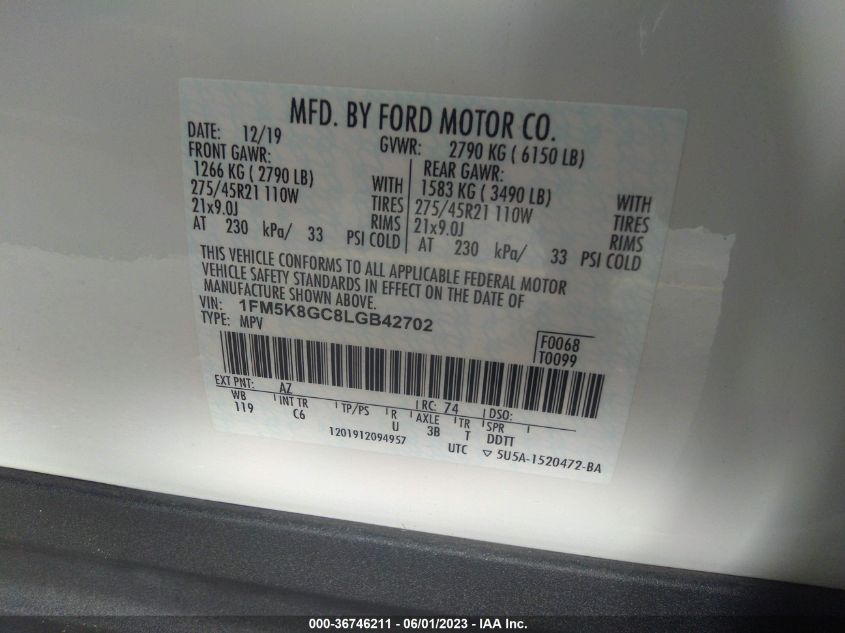 MFD. BY FORD MOTOR CO.
DATE: 12/19 GVWR: 2790 KG ( 6150 LB)
FRONT GAWR: REAR GAWR:
1266 KG ( 2790 LB) WITH 1583 KG ( 3490 LB) WITH
275/45R21 110W TIRES 275/45R21 110W TIRES
21x9.0J RIMS 21x9.0J RIMS
AT 230 kPa/ 33 PSI COLD AT 230 kPa/ 33 PSI COLD
THIS VEHICLE CONFORMS TO ALL APPLICABLE FEDERAL MOTOR
VEHICLE SAFETY STANDARDS IN EFFECT ON THE DATE OF
MANUFACTURE SHOWN ABOVE.
VIN: 1FM5K8GC8LGB42702
TYPE: MPV
F0068
T0099
EXT PNT: AZ RC: 74 DSO:
WB INT TR TP/PS R AXLE TR SPR
119 C6 U 3B T DDTT
1201912094957 UTC ▽ 5U5A-1520472-BA
000-36746211 - 06/01/2023 - IAA Inc.